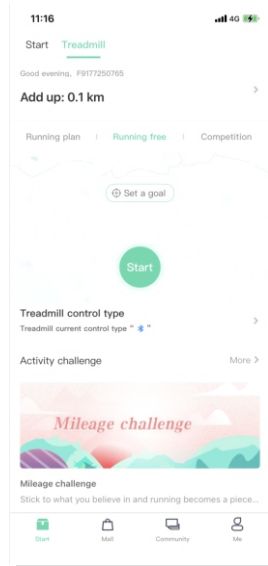 11:16
4G
Start Treadmill
Good evening, F9177250765
Add up: 0.1 km
Running plan Running free Competition
Set a goal
Start
Treadmill control type
Treadmill current control type " "
Activity challenge More
Mileage challenge
Mileage challenge
Stick to what you believe in and running becomes a piece...
Start Mall Community Me